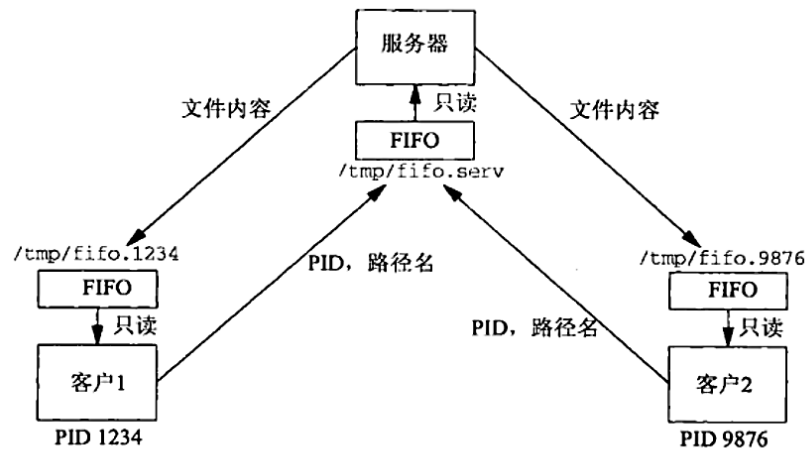 服务器
文件内容
只读
文件内容
FIFO
/tmp/fifo.serv
/tmp/fifo.1234
PID，路径名
/tmp/fifo.9876
FIFO
FIFO
只读
PID，路径名
只读
客户1
客户2
PID 1234
PID 9876